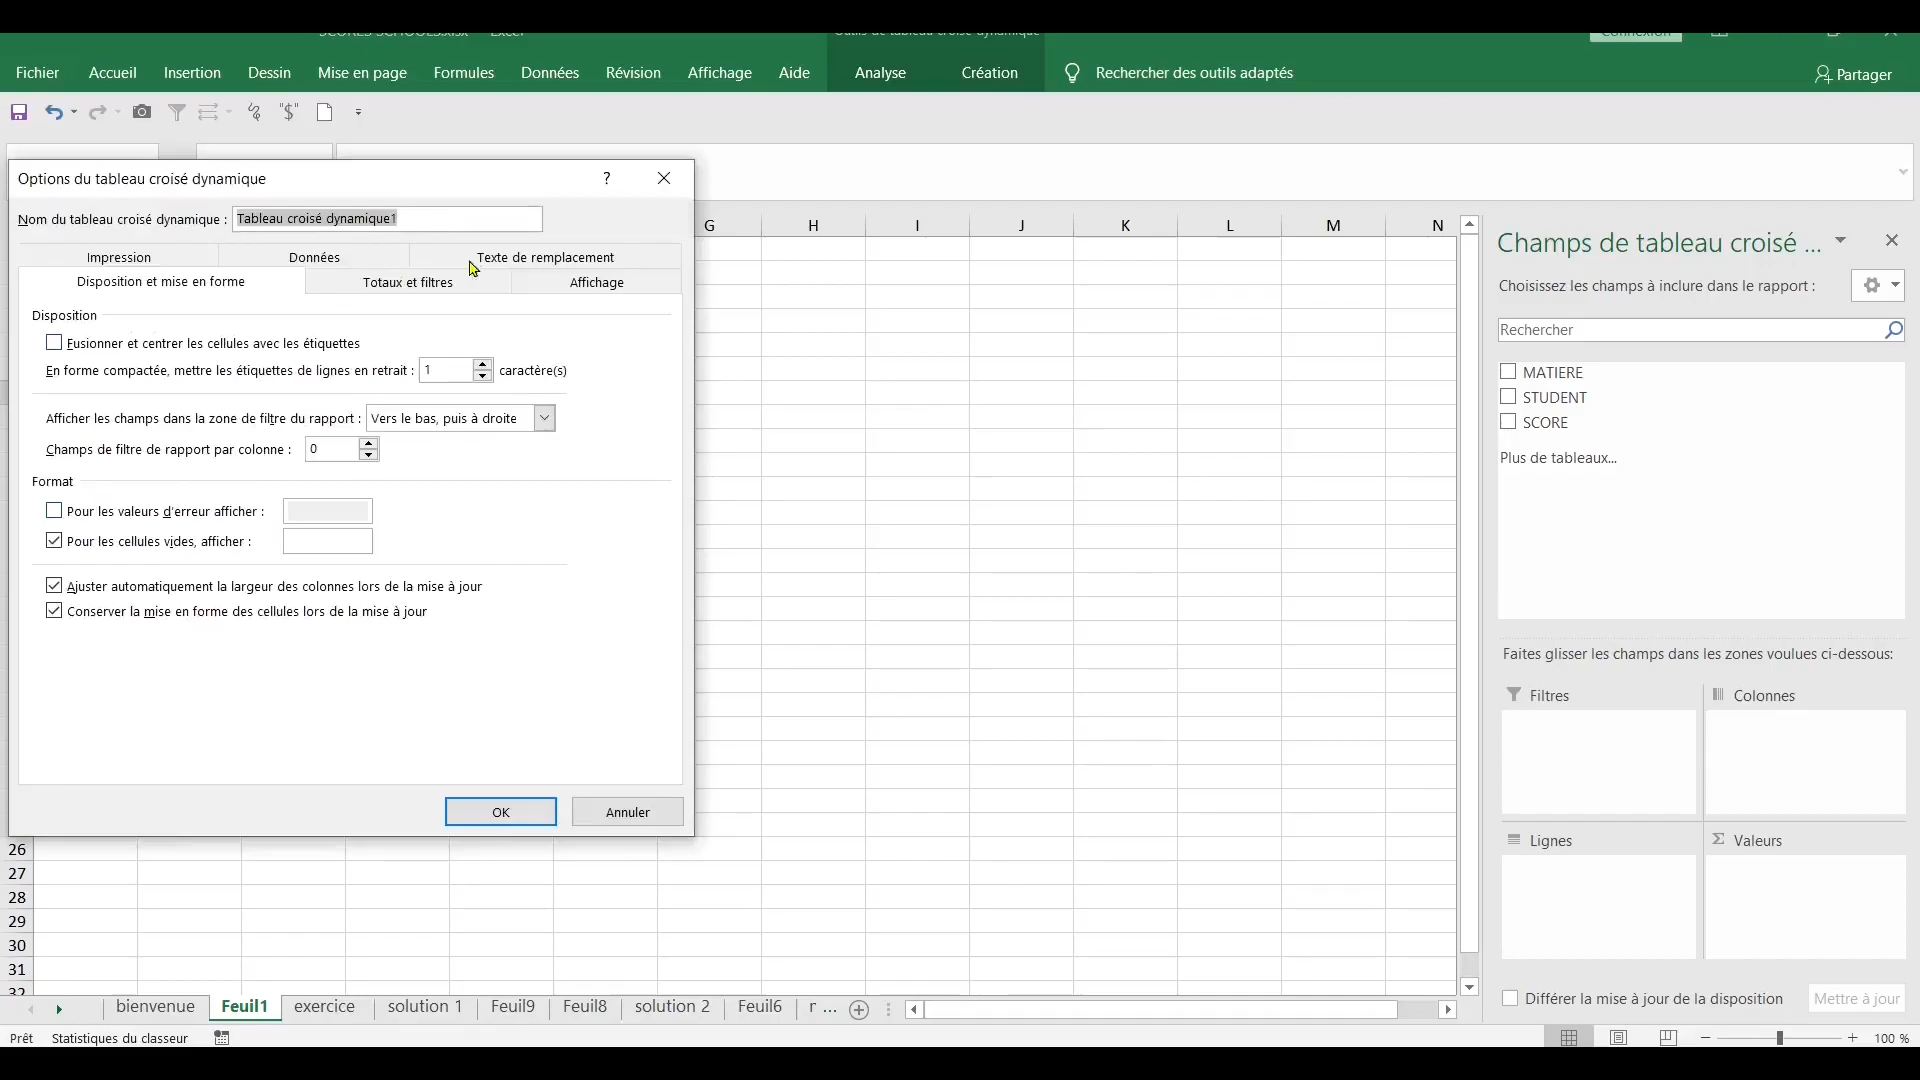 SCORES SCHOOLS.xlsx - Excel
Outils de tableau croisé dynamique
Connexion
Fichier Accueil Insertion Dessin Mise en page Formules Données Révision Affichage Aide Analyse Création Rechercher des outils adaptés Partager
Options du tableau croisé dynamique ?
Nom du tableau croisé dynamique : Tableau croisé dynamique1
Impression Données Texte de remplacement
Disposition et mise en forme Totaux et filtres Affichage
Disposition
Fusionner et centrer les cellules avec les étiquettes
En forme compactée, mettre les étiquettes de lignes en retrait : 1 caractère(s)
Afficher les champs dans la zone de filtre du rapport : Vers le bas, puis à droite
Champs de filtre de rapport par colonne : 0
Format
Pour les valeurs d'erreur afficher :
Pour les cellules vides, afficher :
Ajuster automatiquement la largeur des colonnes lors de la mise à jour
Conserver la mise en forme des cellules lors de la mise à jour
OK Annuler
G H I J K L M N
26
27
28
29
30
31
32
Champs de tableau croisé ...
Choisissez les champs à inclure dans le rapport :
Rechercher
MATIERE
STUDENT
SCORE
Plus de tableaux...
Faites glisser les champs dans les zones voulues ci-dessous:
Filtres Colonnes
Lignes Σ Valeurs
Différer la mise à jour de la disposition Mettre à jour
bienvenue Feuil1 exercice solution 1 Feuil9 Feuil8 solution 2 Feuil6 r ...
Prêt Statistiques du classeur 100 %